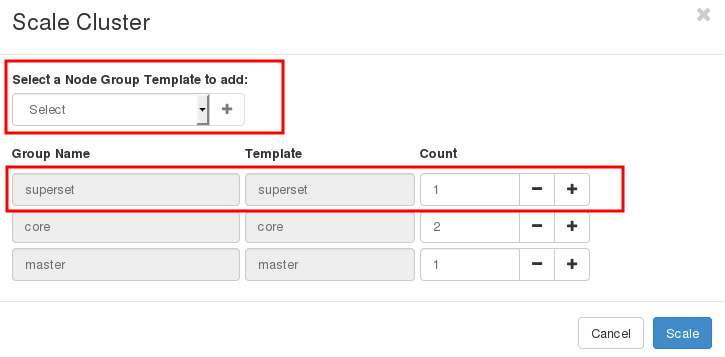 Scale Cluster
Select a Node Group Template to add:
Select
Group Name Template Count
superset superset 1
core core 2
master master 1
Cancel Scale